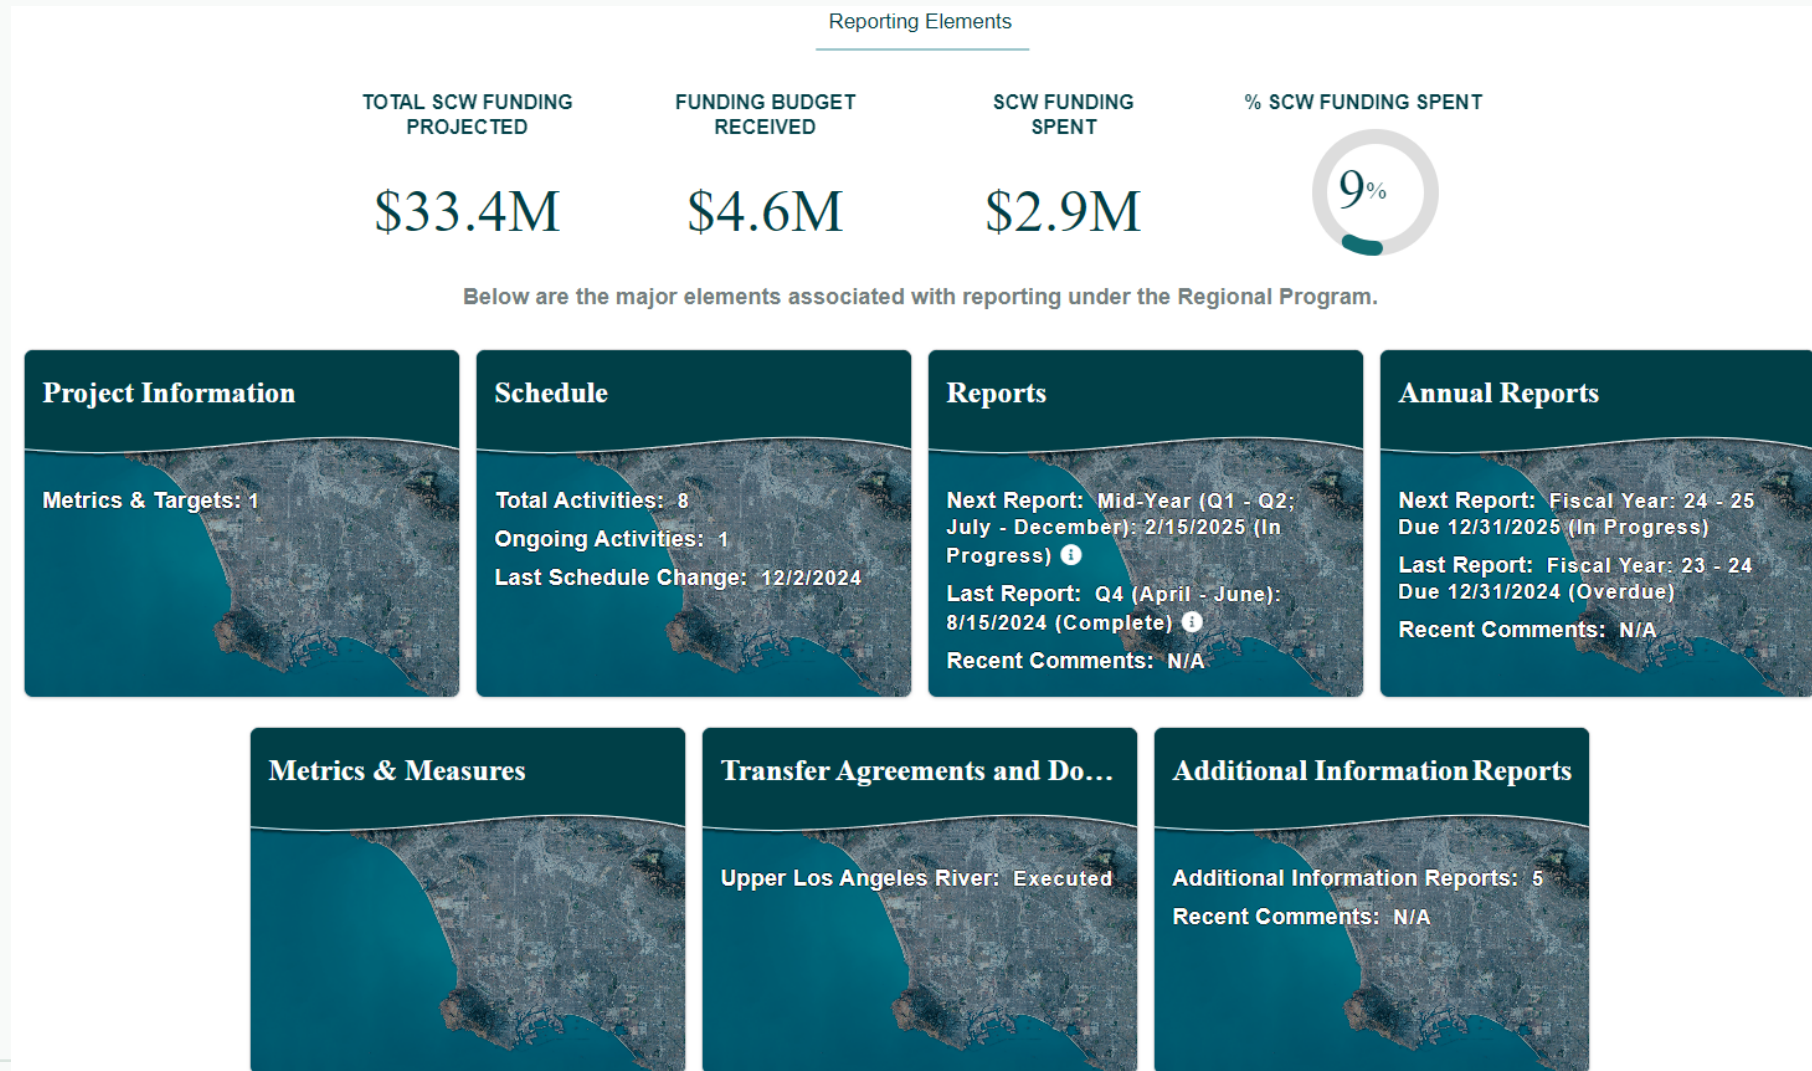 Reporting Elements
TOTAL SCW FUNDING
PROJECTED
$33.4M
FUNDING BUDGET
RECEIVED
$4.6M
SCW FUNDING
SPENT
$2.9M
% SCW FUNDING SPENT
9%
Below are the major elements associated with reporting under the Regional Program.
Project Information
Metrics & Targets: 1
Schedule
Total Activities: 8
Ongoing Activities: 1
Last Schedule Change: 12/2/2024
Reports
Next Report: Mid-Year (Q1 - Q2;
July - December): 2/15/2025 (In
Progress)
Last Report: Q4 (April - June):
8/15/2024 (Complete)
Recent Comments: N/A
Annual Reports
Next Report: Fiscal Year: 24 - 25
Due 12/31/2025 (In Progress)
Last Report: Fiscal Year: 23 - 24
Due 12/31/2024 (Overdue)
Recent Comments: N/A
Metrics & Measures
Transfer Agreements and Do...
Upper Los Angeles River: Executed
Additional Information Reports
Additional Information Reports: 5
Recent Comments: N/A